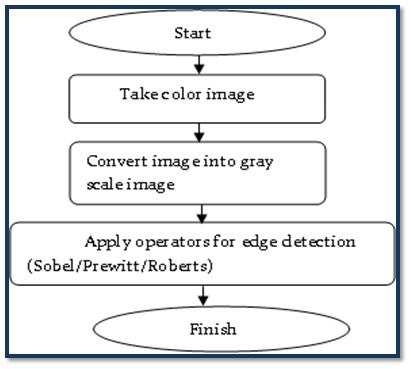 Start
Take color image
Convert image into gray
scale image
Apply operators for edge detection
(Sobel/Prewitt/Roberts)
Finish